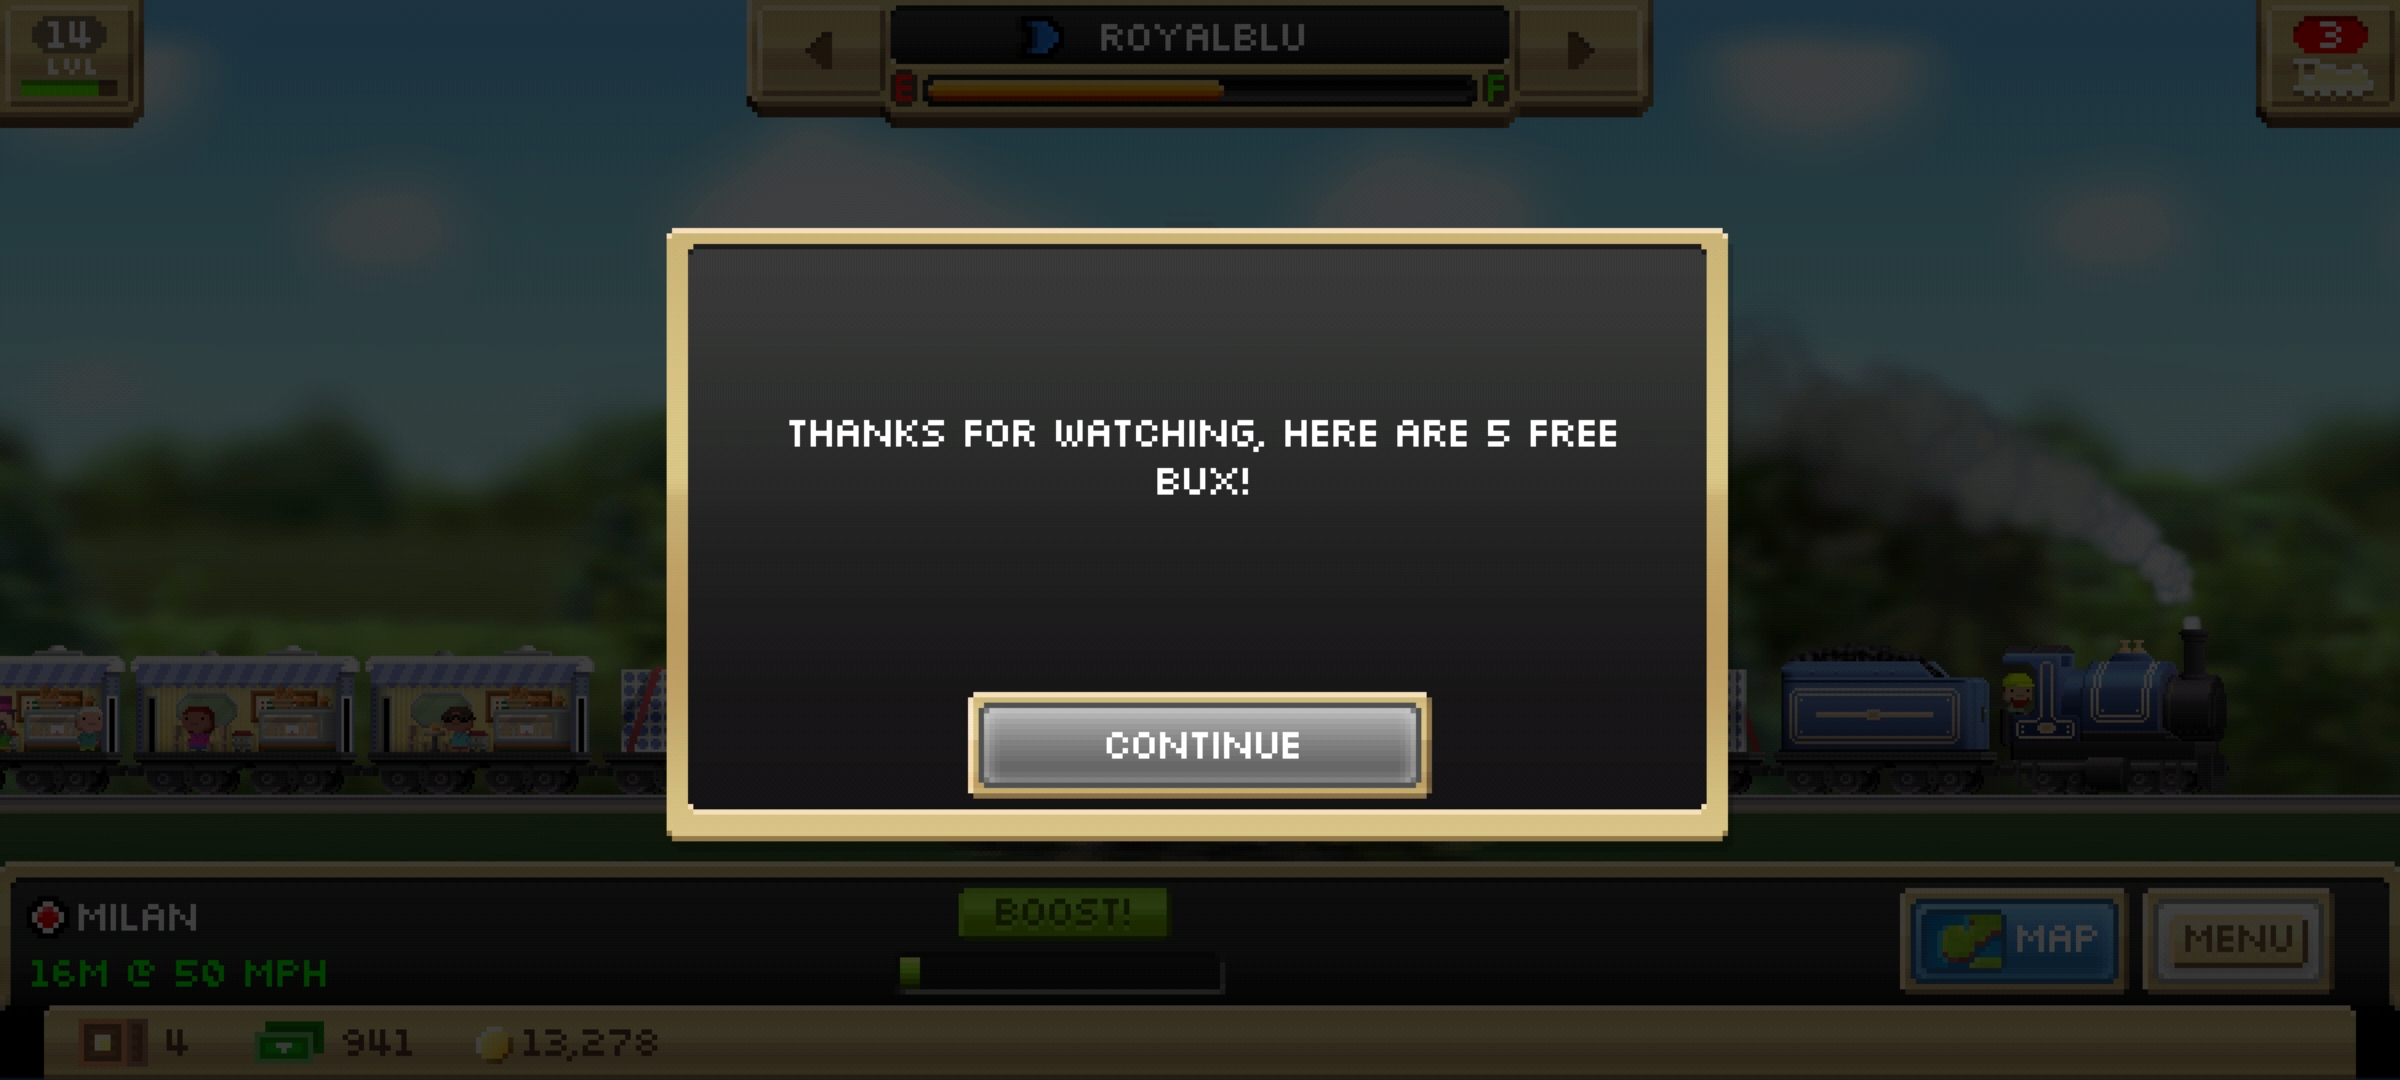 14
LVL
ROYALBLU
E
F
3
THANKS FOR WATCHING, HERE ARE 5 FREE
BUX!
CONTINUE
MILAN
16M @ 50 MPH
BOOST!
MAP
MENU
4
941
13,278